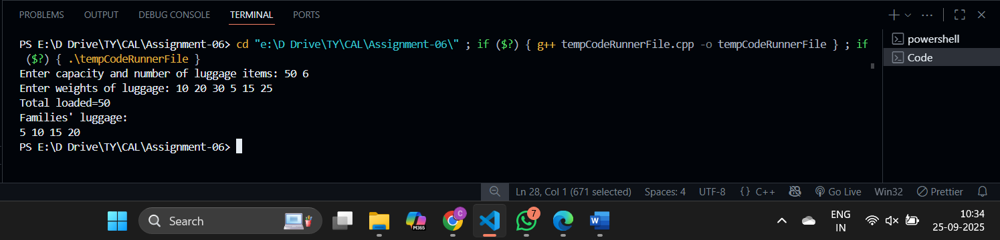 PROBLEMS OUTPUT DEBUG CONSOLE TERMINAL PORTS
PS E:\D Drive\TY\CAL\Assignment-06> cd "e:\D Drive\TY\CAL\Assignment-06\" ; if ($?) { g++ tempCodeRunnerFile.cpp -o tempCodeRunnerFile } ; if
($?) { .\tempCodeRunnerFile }
Enter capacity and number of luggage items: 50 6
Enter weights of luggage: 10 20 30 5 15 25
Total loaded=50
Families' luggage:
5 10 15 20
PS E:\D Drive\TY\CAL\Assignment-06>
powershell
Code
Ln 28, Col 1 (671 selected) Spaces: 4 UTF-8 {} C++ Go Live Win32 Prettier
Search
M365
C
7
ENG
IN
10:34
25-09-2025